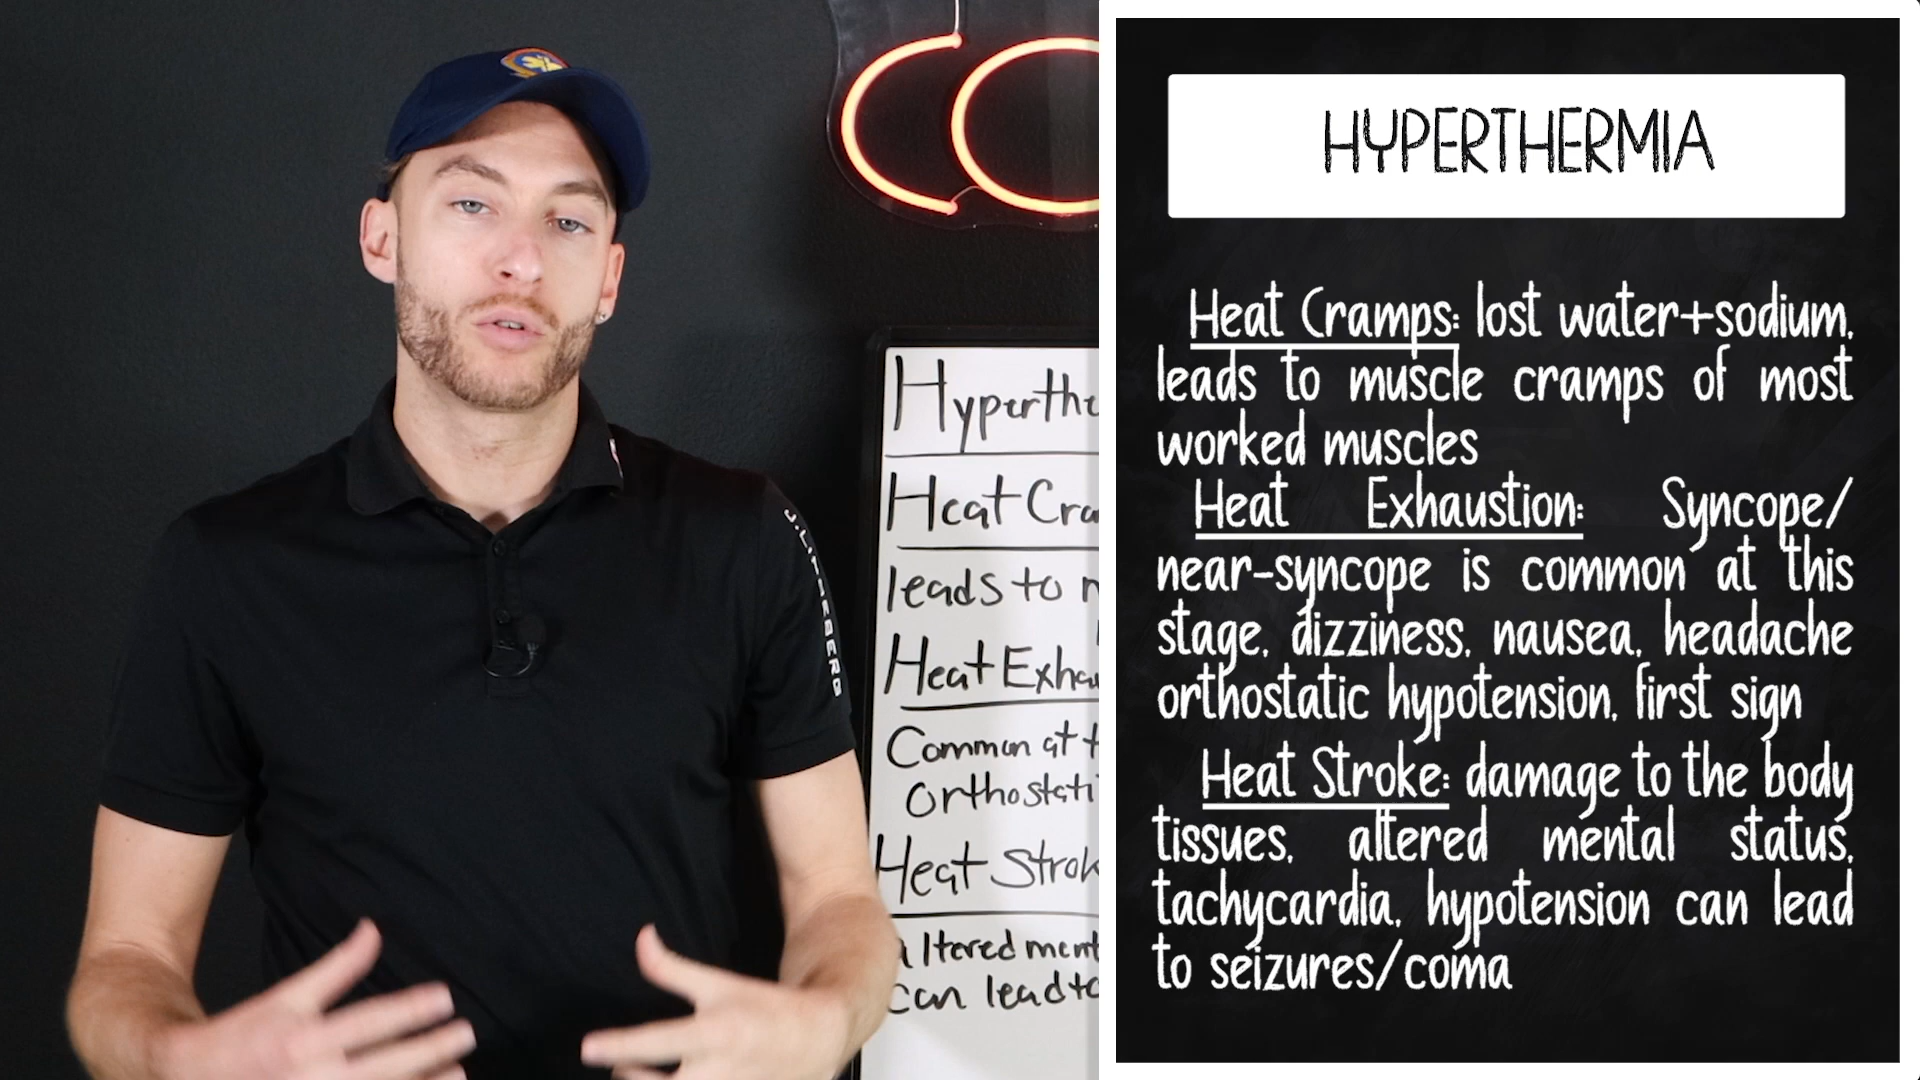 CO
J.LINDEBERG
Hyperthe
Heat Cra
leads to
Heat Exha
Common at t
Orthostati
Heat Strok
altered ment
can lead to
HYPERTHERMIA
Heat Cramps: lost water+sodium,
leads to muscle cramps of most
worked muscles
Heat Exhaustion: Syncope/
near-syncope is common at this
stage, dizziness, nausea, headache
orthostatic hypotension, first sign
Heat Stroke: damage to the body
tissues, altered mental status,
tachycardia, hypotension can lead
to seizures/coma